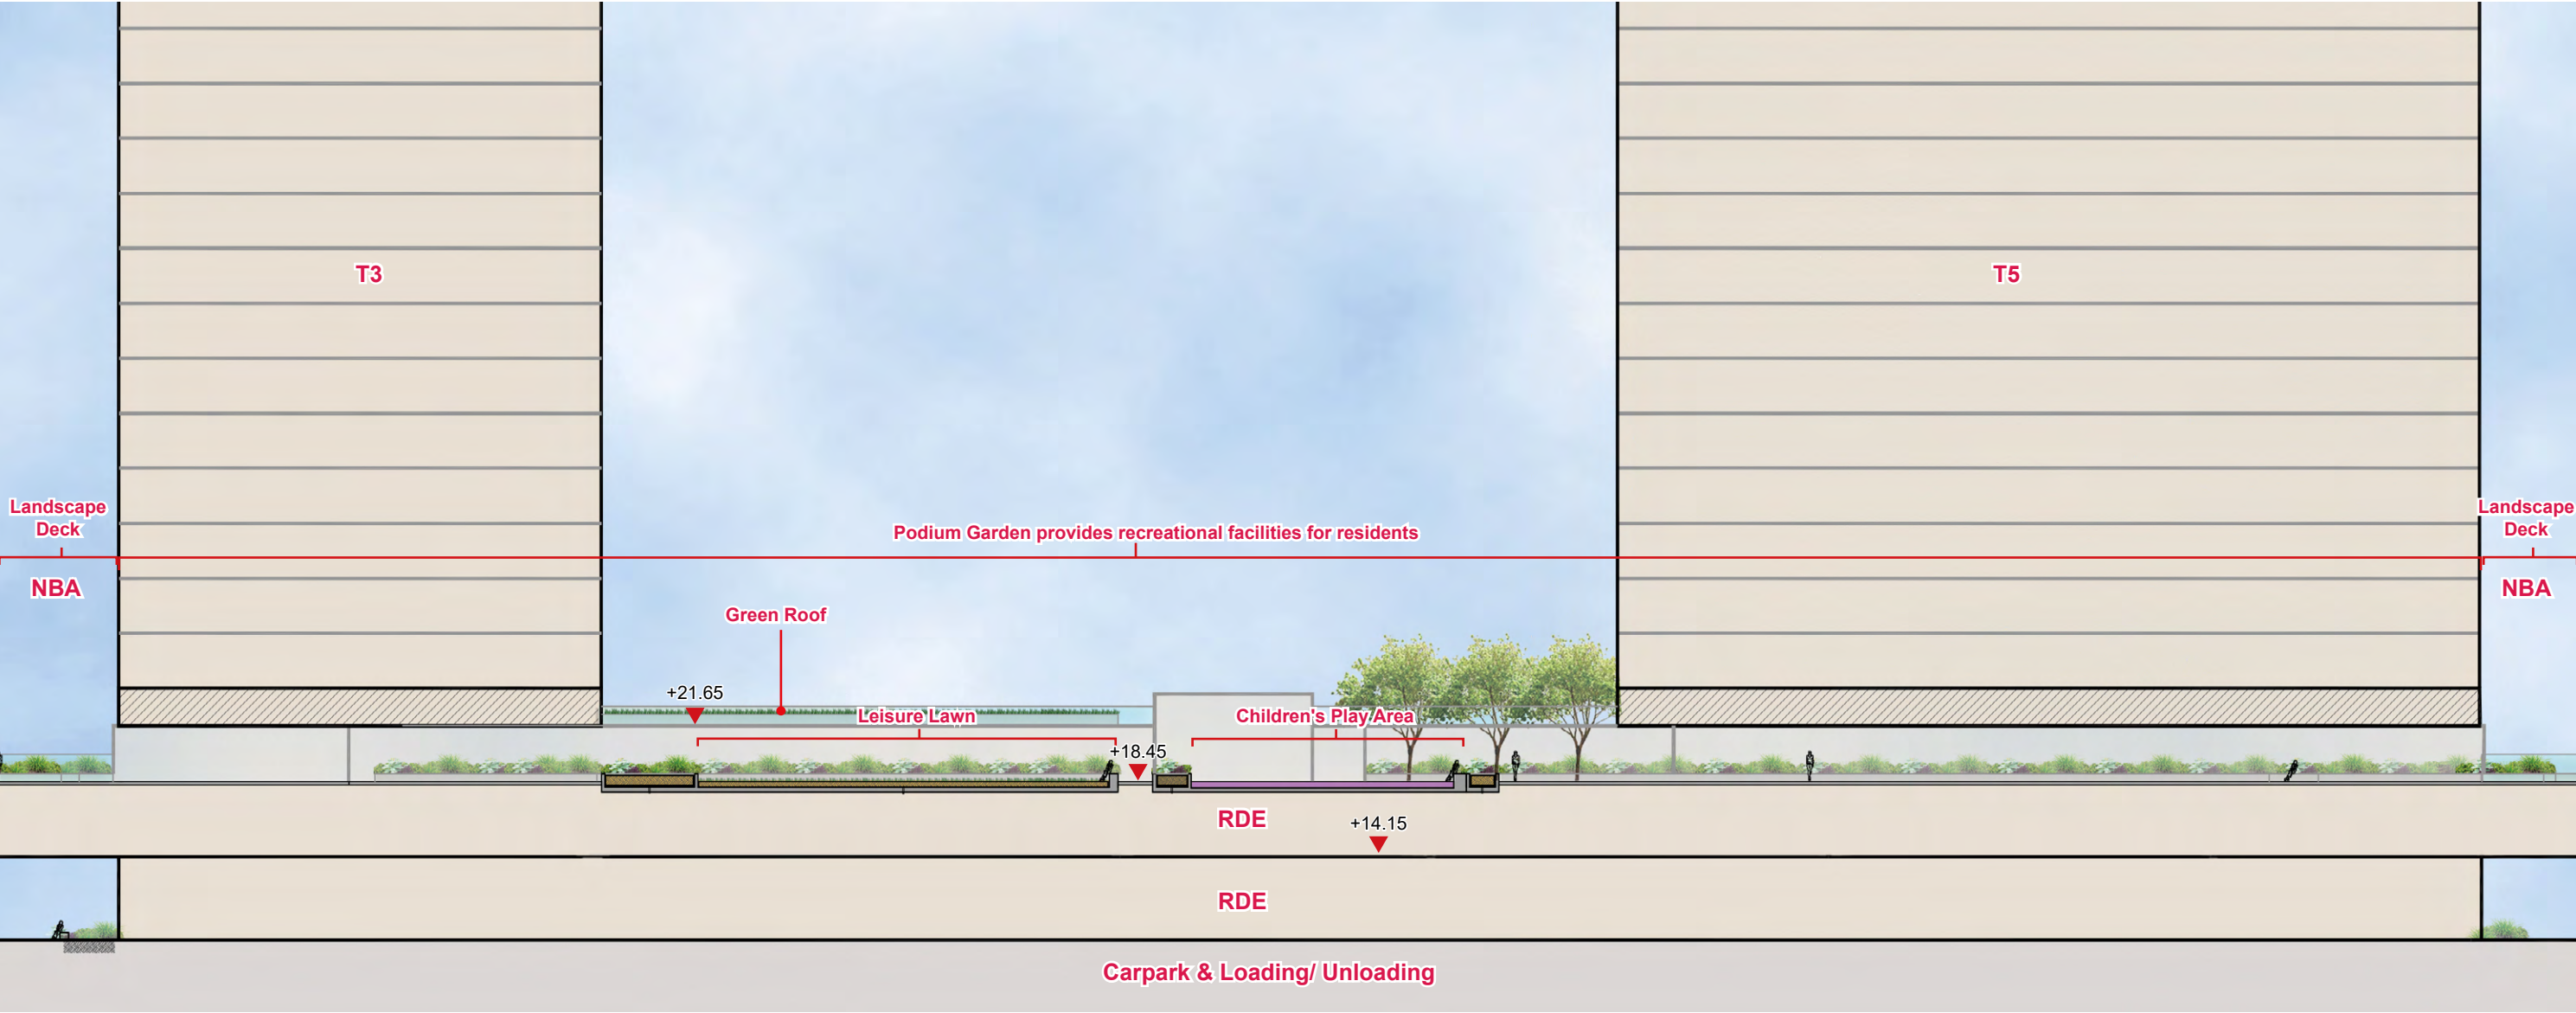 T3
T5
Landscape
Deck
Podium Garden provides recreational facilities for residents
Landscape
Deck
NBA
NBA
Green Roof
+21.65
Leisure Lawn
Children's Play Area
+18.45
RDE
+14.15
RDE
Carpark & Loading/ Unloading